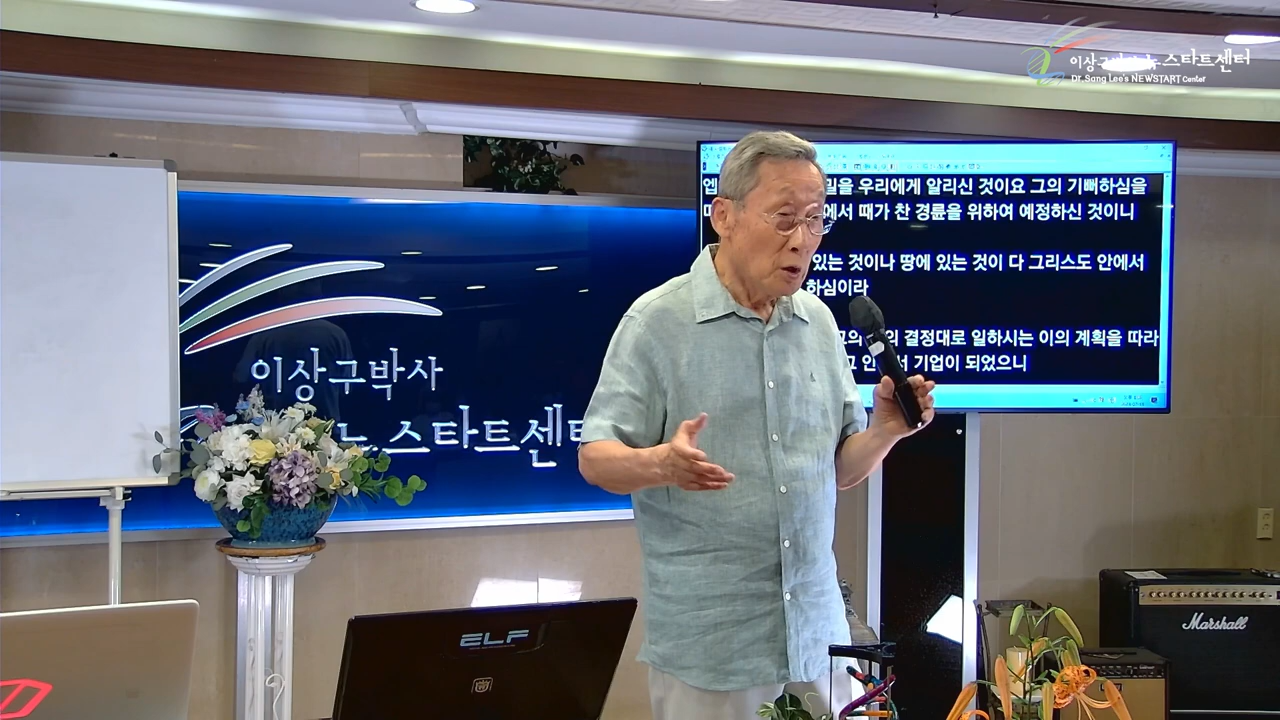 이상구박사 뉴스타트센터
Dr. Sang Lee's NEWSTART Center
엡
을 우리에게 알리신 것이요 그의 기뻐하심을
에서 때가 찬 경륜을 위하여 예정하신 것이니
있는 것이나 땅에 있는 것이 다 그리스도 안에서
하심이라
의 결정대로 일하시는 이의 계획을 따라
기업이 되었으니
이상구박사
뉴스타트센터
ELF
Marshall